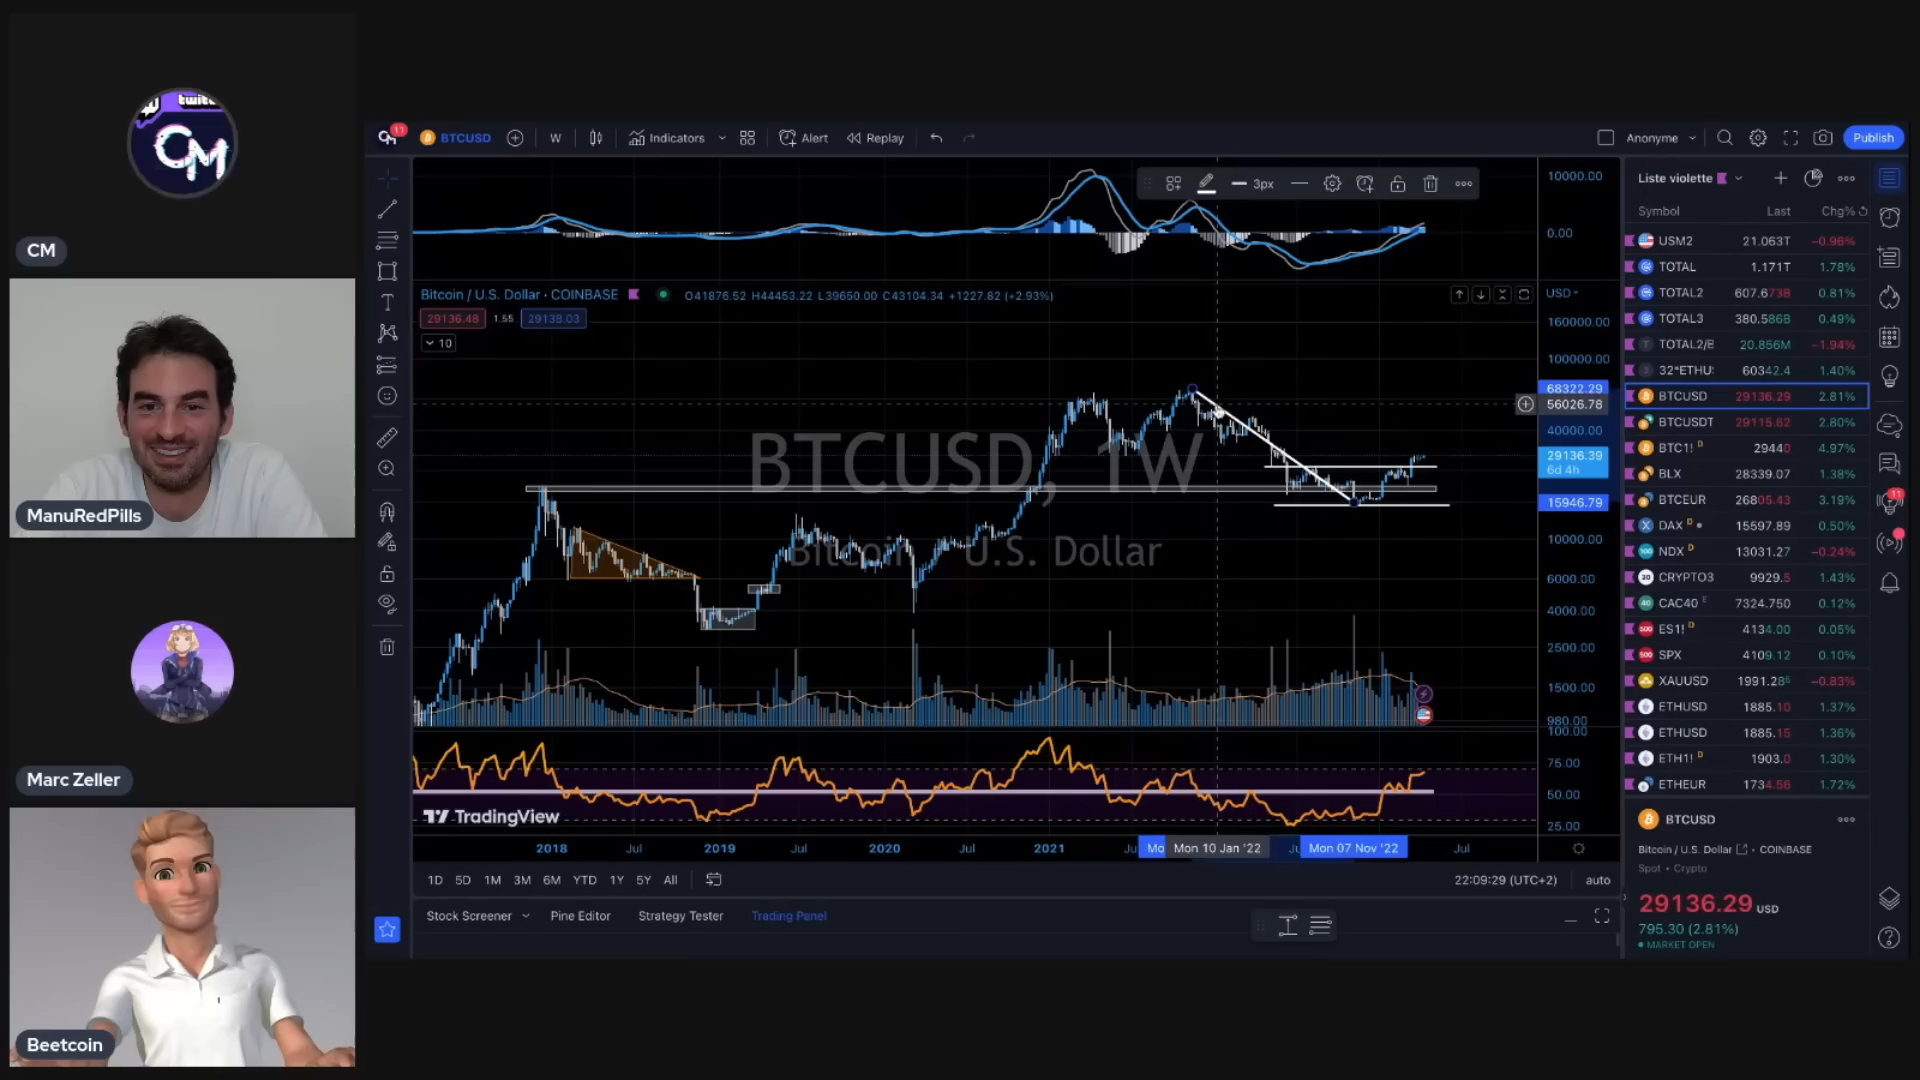 twitc
CM
CM
ManuRedPills
Marc Zeller
Beetcoin
11
BTCUSD
W
Indicators
Alert
Replay
Anonyme
Publish
3px
Bitcoin / U.S. Dollar · COINBASE
O41876.52 H44453.22 L39650.00 C43104.34 +1227.82 (+2.93%)
29136.48 1.55 29138.03
10
BTCUSD, 1W
Bitcoin / U.S. Dollar
10000.00
0.00
USD
160000.00
100000.00
68322.29
56026.78
40000.00
29136.39
6d 4h
15946.79
10000.00
6000.00
4000.00
2500.00
1500.00
980.00
100.00
75.00
50.00
25.00
TradingView
2018 Jul 2019 Jul 2020 Jul 2021 Ju Mo Mon 10 Jan '22 Ju Mon 07 Nov '22 Jul
1D 5D 1M 3M 6M YTD 1Y 5Y All
22:09:29 (UTC+2) auto
Stock Screener Pine Editor Strategy Tester Trading Panel
Liste violette
Symbol Last Chg%
USM2 21.063T −0.96%
TOTAL 1.171T 1.78%
TOTAL2 607.673B 0.81%
TOTAL3 380.586B 0.49%
TOTAL2/B 20.856M −1.94%
32*ETHU: 60342.4 1.40%
BTCUSD 29136.29 2.81%
BTCUSDT 29115.62 2.80%
BTC1! D 29440 4.97%
BLX 28339.07 1.38%
BTCEUR 26805.43 3.19%
DAX D 15597.89 0.50%
NDX D 13031.27 −0.24%
CRYPTO3 9929.5 1.43%
CAC40 E 7324.750 0.12%
ES1! D 4134.00 0.05%
SPX 4109.12 0.10%
XAUUSD 1991.285 −0.83%
ETHUSD 1885.10 1.37%
ETHUSD 1885.15 1.36%
ETH1! D 1903.0 1.30%
ETHEUR 1734.56 1.72%
BTCUSD
Bitcoin / U.S. Dollar · COINBASE
Spot · Crypto
29136.29 USD
795.30 (2.81%)
MARKET OPEN
11